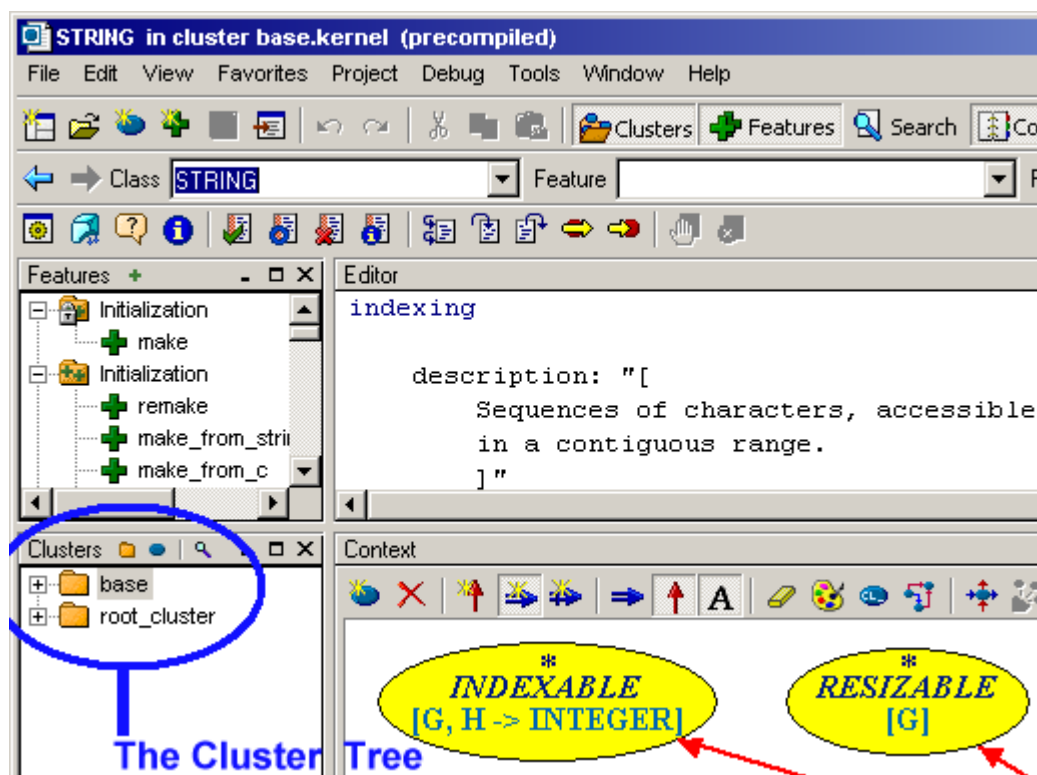 STRING in cluster base.kernel (precompiled)
File Edit View Favorites Project Debug Tools Window Help
Clusters Features Search Co
Class STRING Feature F
Features
Initialization
make
Initialization
remake
make_from_stri
make_from_c
Editor
indexing
description: "[
Sequences of characters, accessible
in a contiguous range.
]"
Clusters
base
root_cluster
The Cluster Tree
Context
A
*
INDEXABLE
[G, H -> INTEGER]
*
RESIZABLE
[G]